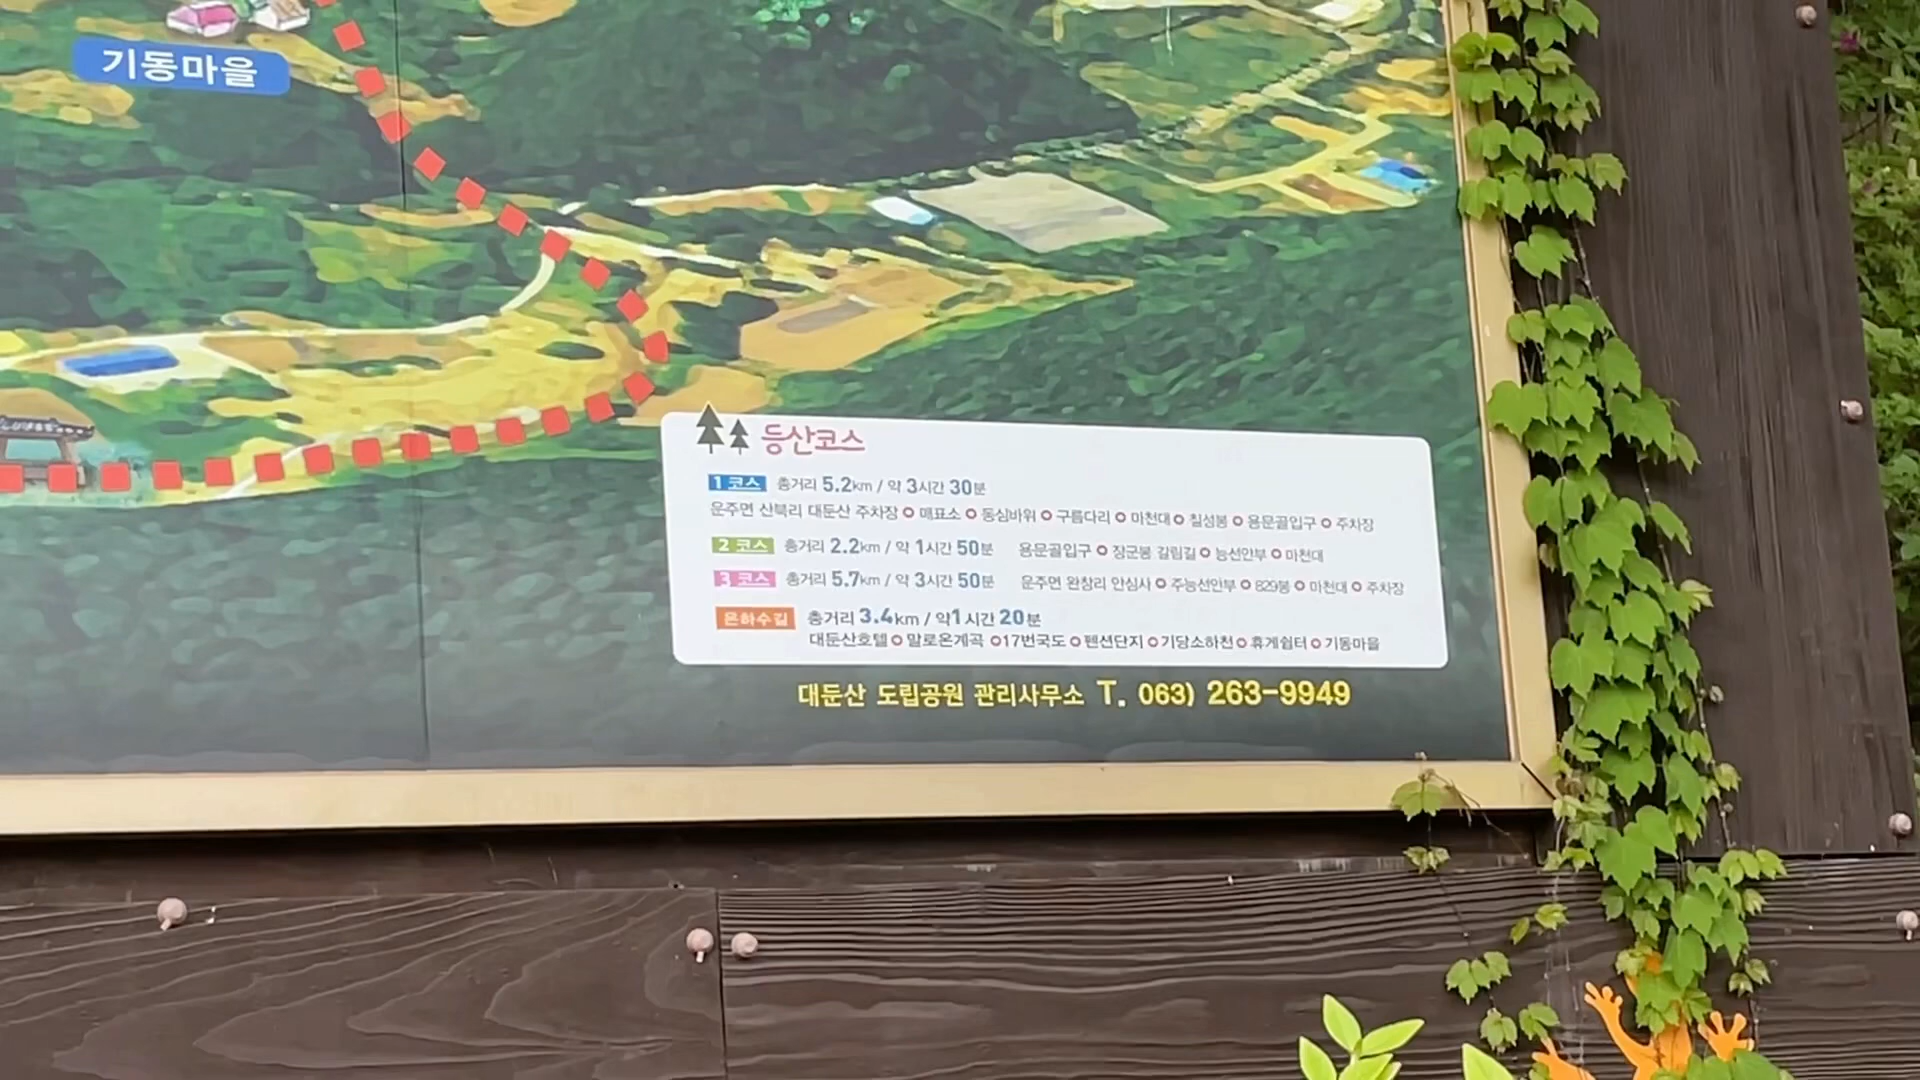 기동마을
등산코스
1 코스 총거리 5.2km / 약 3시간 30분
운주면 산북리 대둔산 주차장 매표소 동심바위 구름다리 마천대 칠성봉 용문골입구 주차장
2 코스 총거리 2.2km / 약 1시간 50분 용문골입구 장군봉 갈림길 능선안부 마천대
3 코스 총거리 5.7km / 약 3시간 50분 운주면 완창리 안심사 주능선안부 829봉 마천대 주차장
은하수길 총거리 3.4km / 약1시간 20분
대둔산호텔 말로온계곡 17번국도 펜션단지 기당소하천 휴게쉼터 기동마을
대둔산 도립공원 관리사무소 T. 063) 263-9949